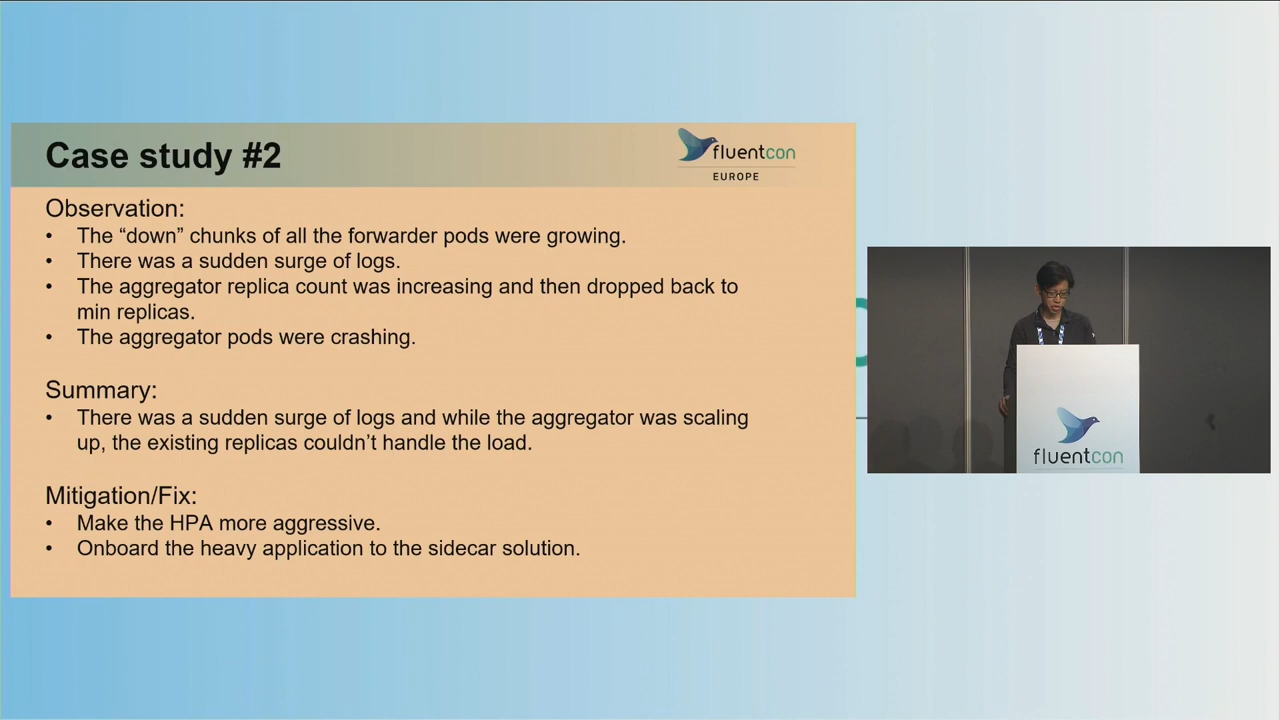 Case study #2
fluentcon
EUROPE
Observation:
• The “down” chunks of all the forwarder pods were growing.
• There was a sudden surge of logs.
• The aggregator replica count was increasing and then dropped back to
min replicas.
• The aggregator pods were crashing.
Summary:
• There was a sudden surge of logs and while the aggregator was scaling
up, the existing replicas couldn’t handle the load.
Mitigation/Fix:
• Make the HPA more aggressive.
• Onboard the heavy application to the sidecar solution.
fluentcon